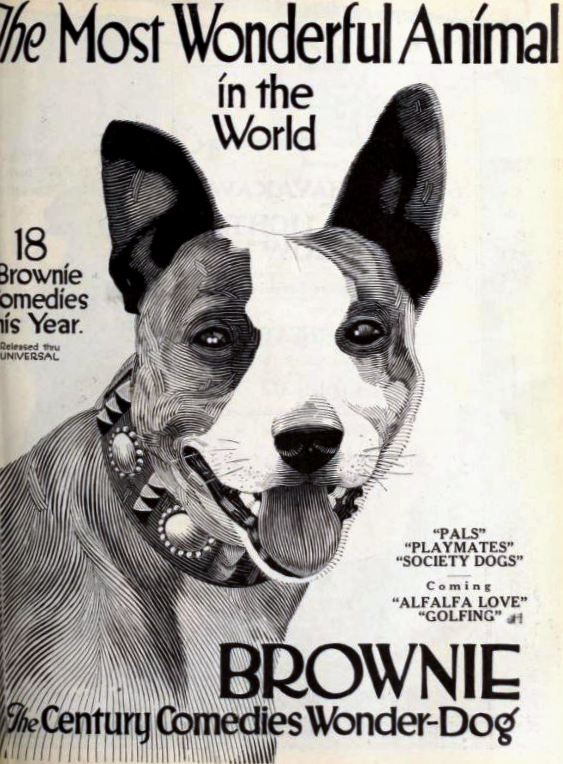 The Most Wonderful Animal
in the
World
18
Brownie
omedies
his Year.
Released thru
UNIVERSAL
"PALS"
"PLAYMATES"
"SOCIETY DOGS"
Coming
"ALFALFA LOVE"
"GOLFING"
BROWNIE
The Century Comedies Wonder-Dog